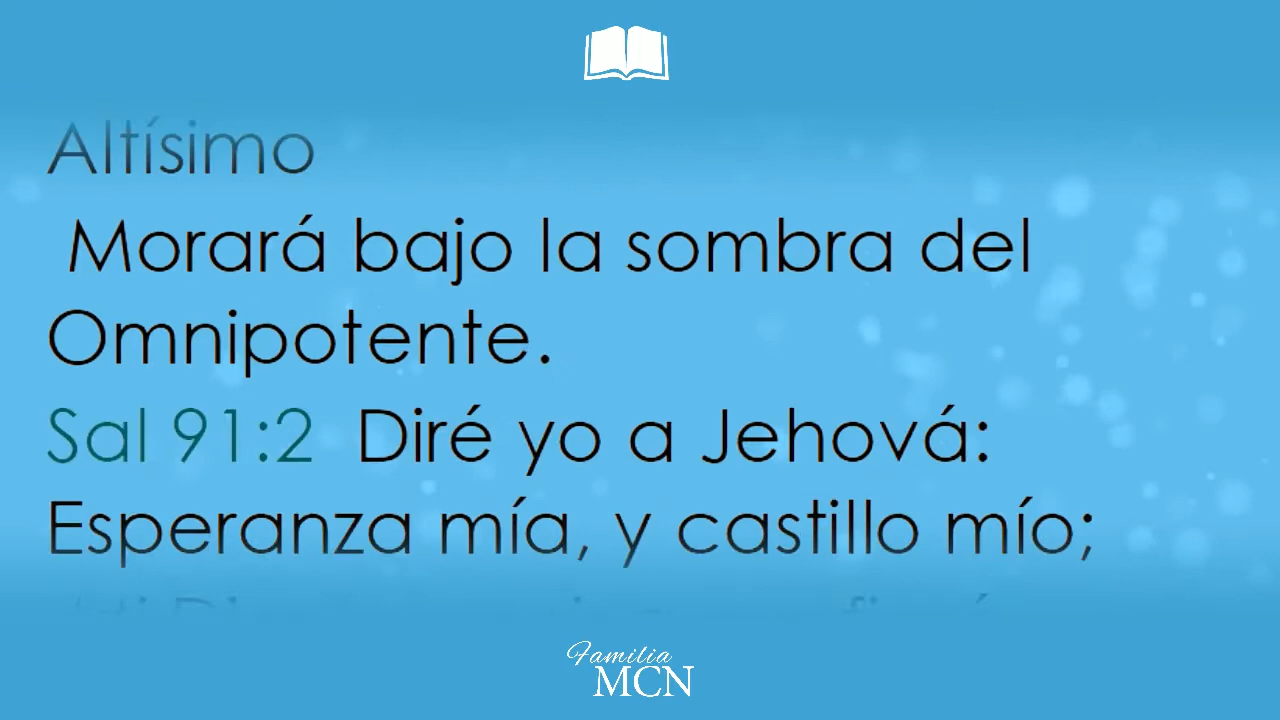 Altísimo
Morará bajo la sombra del
Omnipotente.
Sal 91:2 Diré yo a Jehová:
Esperanza mía, y castillo mío;
Familia
MCN